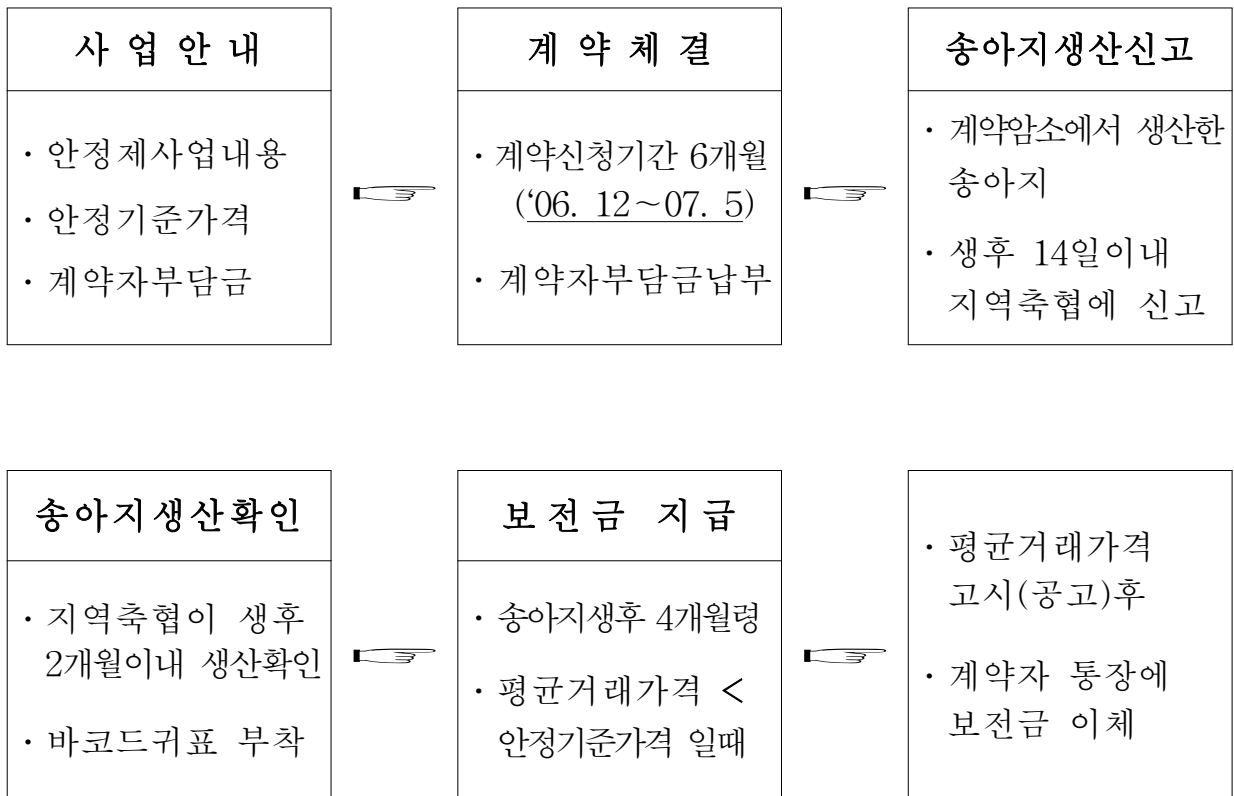 사 업 안 내
· 안정제사업내용
· 안정기준가격
· 계약자부담금
계 약 체 결
· 계약신청기간 6개월
(‘06. 12~07. 5)
· 계약자부담금납부
송아지생산신고
· 계약암소에서 생산한
송아지
· 생후 14일이내
지역축협에 신고
송아지생산확인
· 지역축협이 생후
2개월이내 생산확인
· 바코드귀표 부착
보전금 지급
· 송아지생후 4개월령
· 평균거래가격 <
안정기준가격 일때
· 평균거래가격
고시(공고)후
· 계약자 통장에
보전금 이체